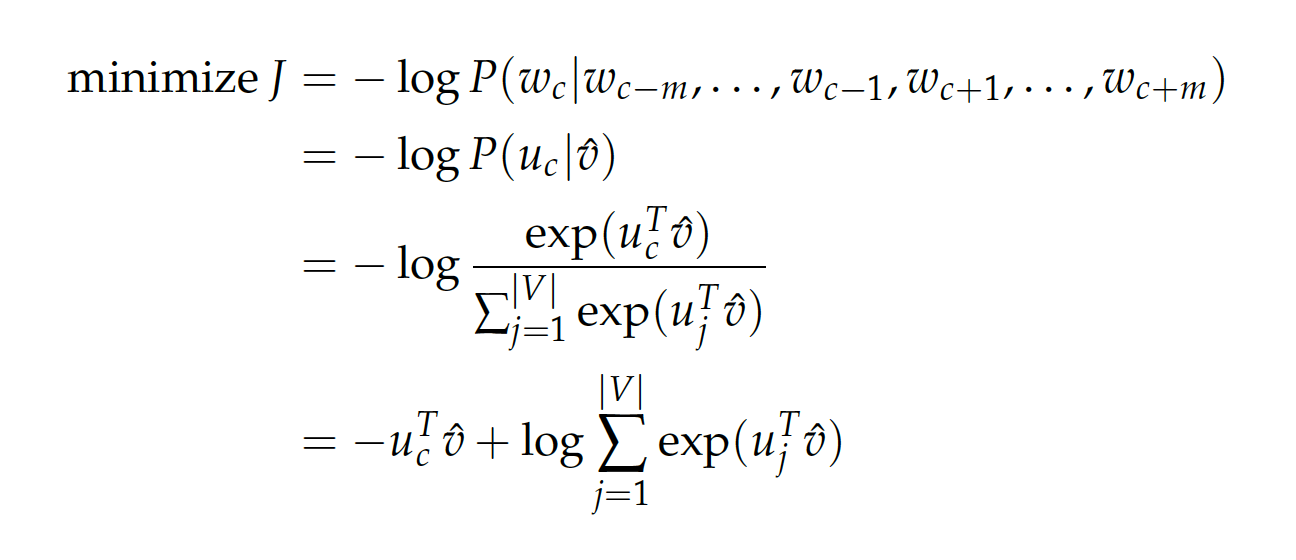 minimize J = − log P(w_c|w_{c−m}, . . . , w_{c−1}, w_{c+1}, . . . , w_{c+m})
= − log P(u_c|v̂)
= − log \frac{exp(u_c^T v̂)}{∑_{j=1}^{|V|} exp(u_j^T v̂)}
= −u_c^T v̂ + log ∑_{j=1}^{|V|} exp(u_j^T v̂)